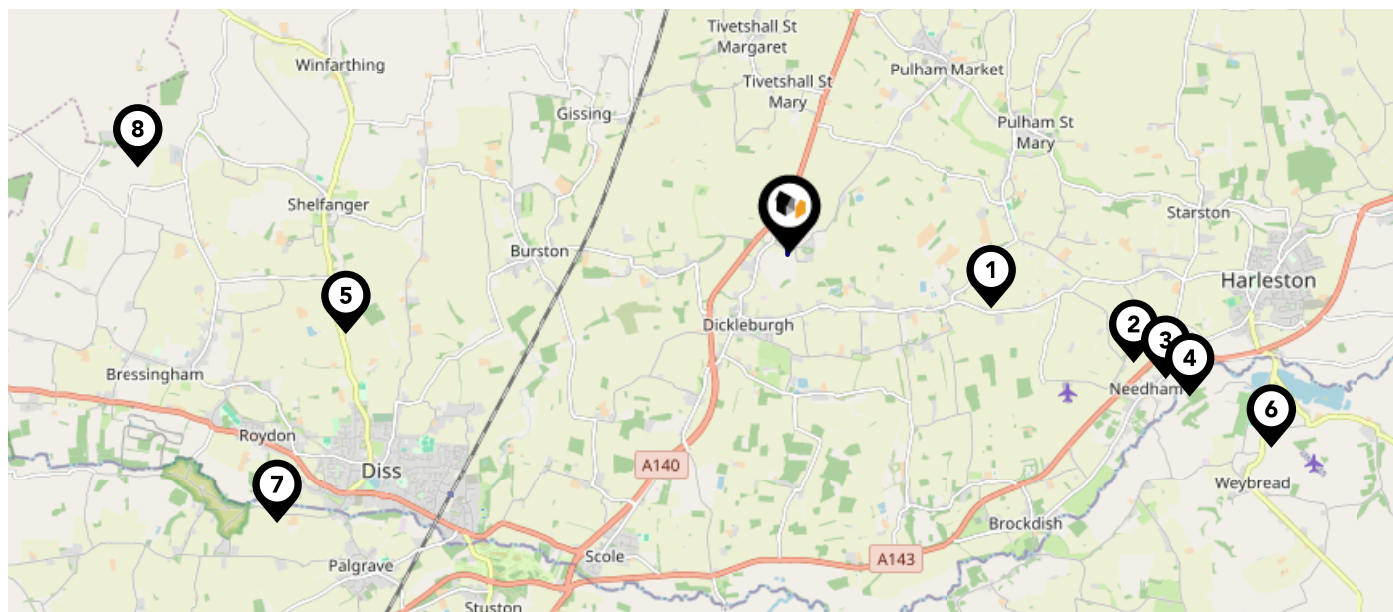 Tivetshall St
Margaret
Winfarthing
Pulham Market
Tivetshall St
Mary
Gissing
8
Pulham St
Mary
Shelfanger
Starston
Burston
1
Harleston
5
2
Dickleburgh
3
4
Bressingham
Needham
6
Roydon
A140
Diss
7
Weybread
Brockdish
Scole
A143
Palgrave
Stuston